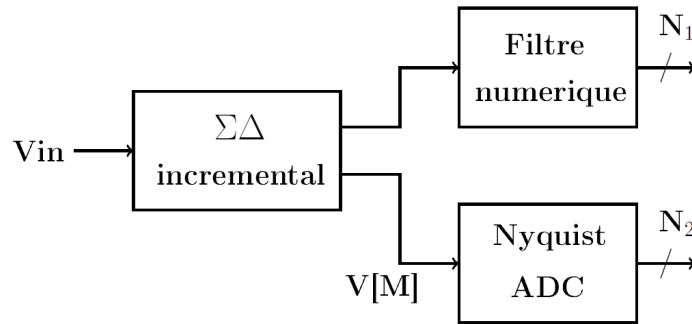 Vin
ΣΔ
incremental
Filtre
numerique
N₁
V[M]
Nyquist
ADC
N₂